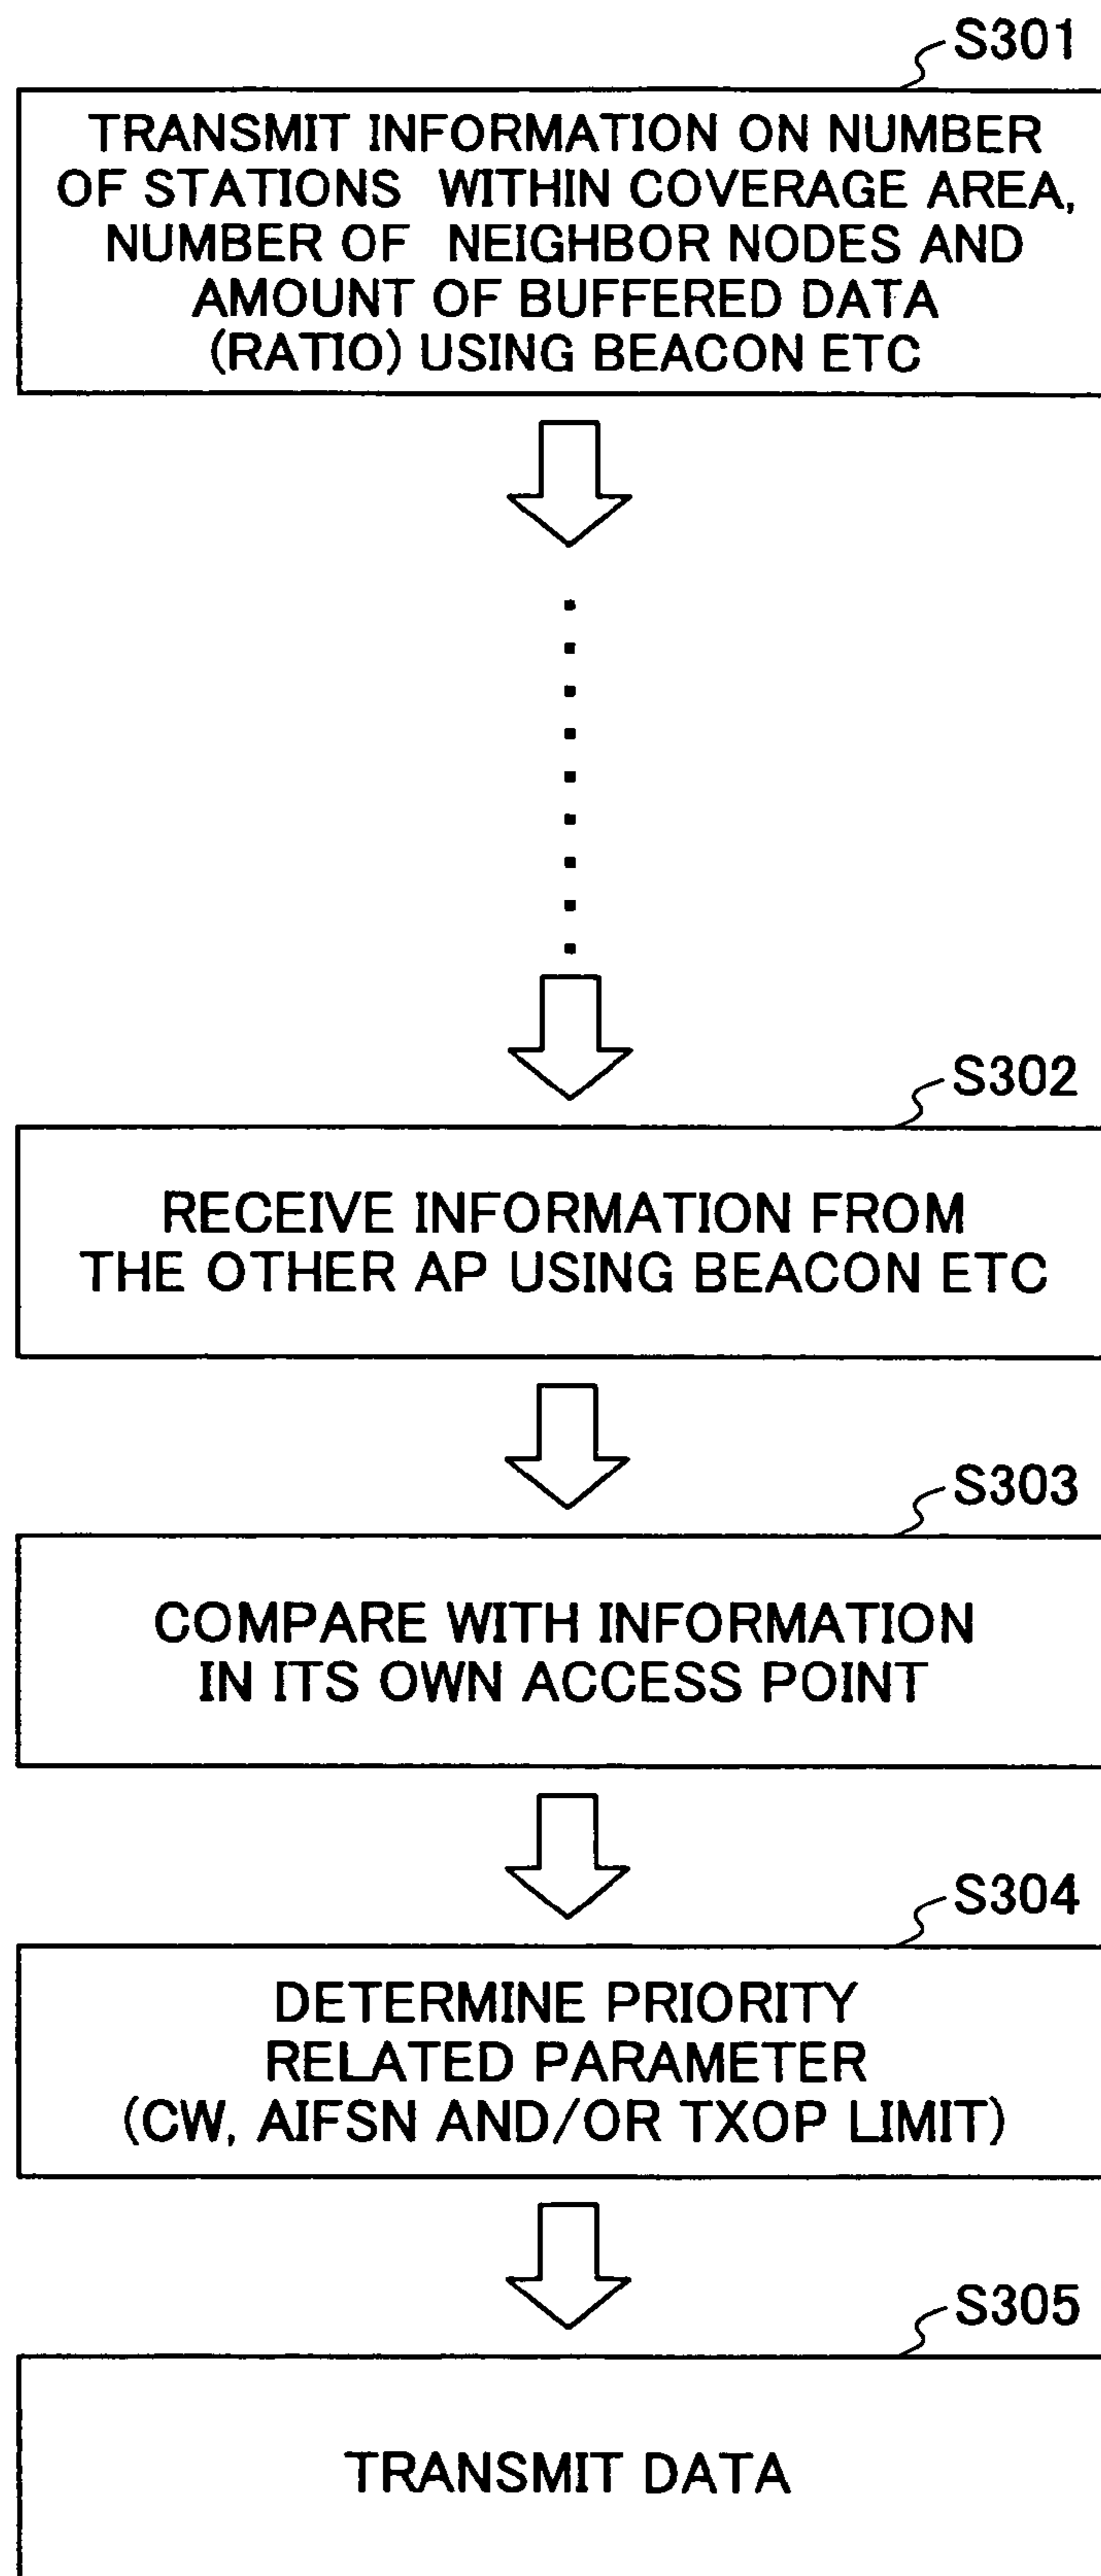 S301
TRANSMIT INFORMATION ON NUMBER
OF STATIONS WITHIN COVERAGE AREA,
NUMBER OF NEIGHBOR NODES AND
AMOUNT OF BUFFERED DATA
(RATIO) USING BEACON ETC
S302
RECEIVE INFORMATION FROM
THE OTHER AP USING BEACON ETC
S303
COMPARE WITH INFORMATION
IN ITS OWN ACCESS POINT
S304
DETERMINE PRIORITY
RELATED PARAMETER
(CW, AIFSN AND/OR TXOP LIMIT)
S305
TRANSMIT DATA